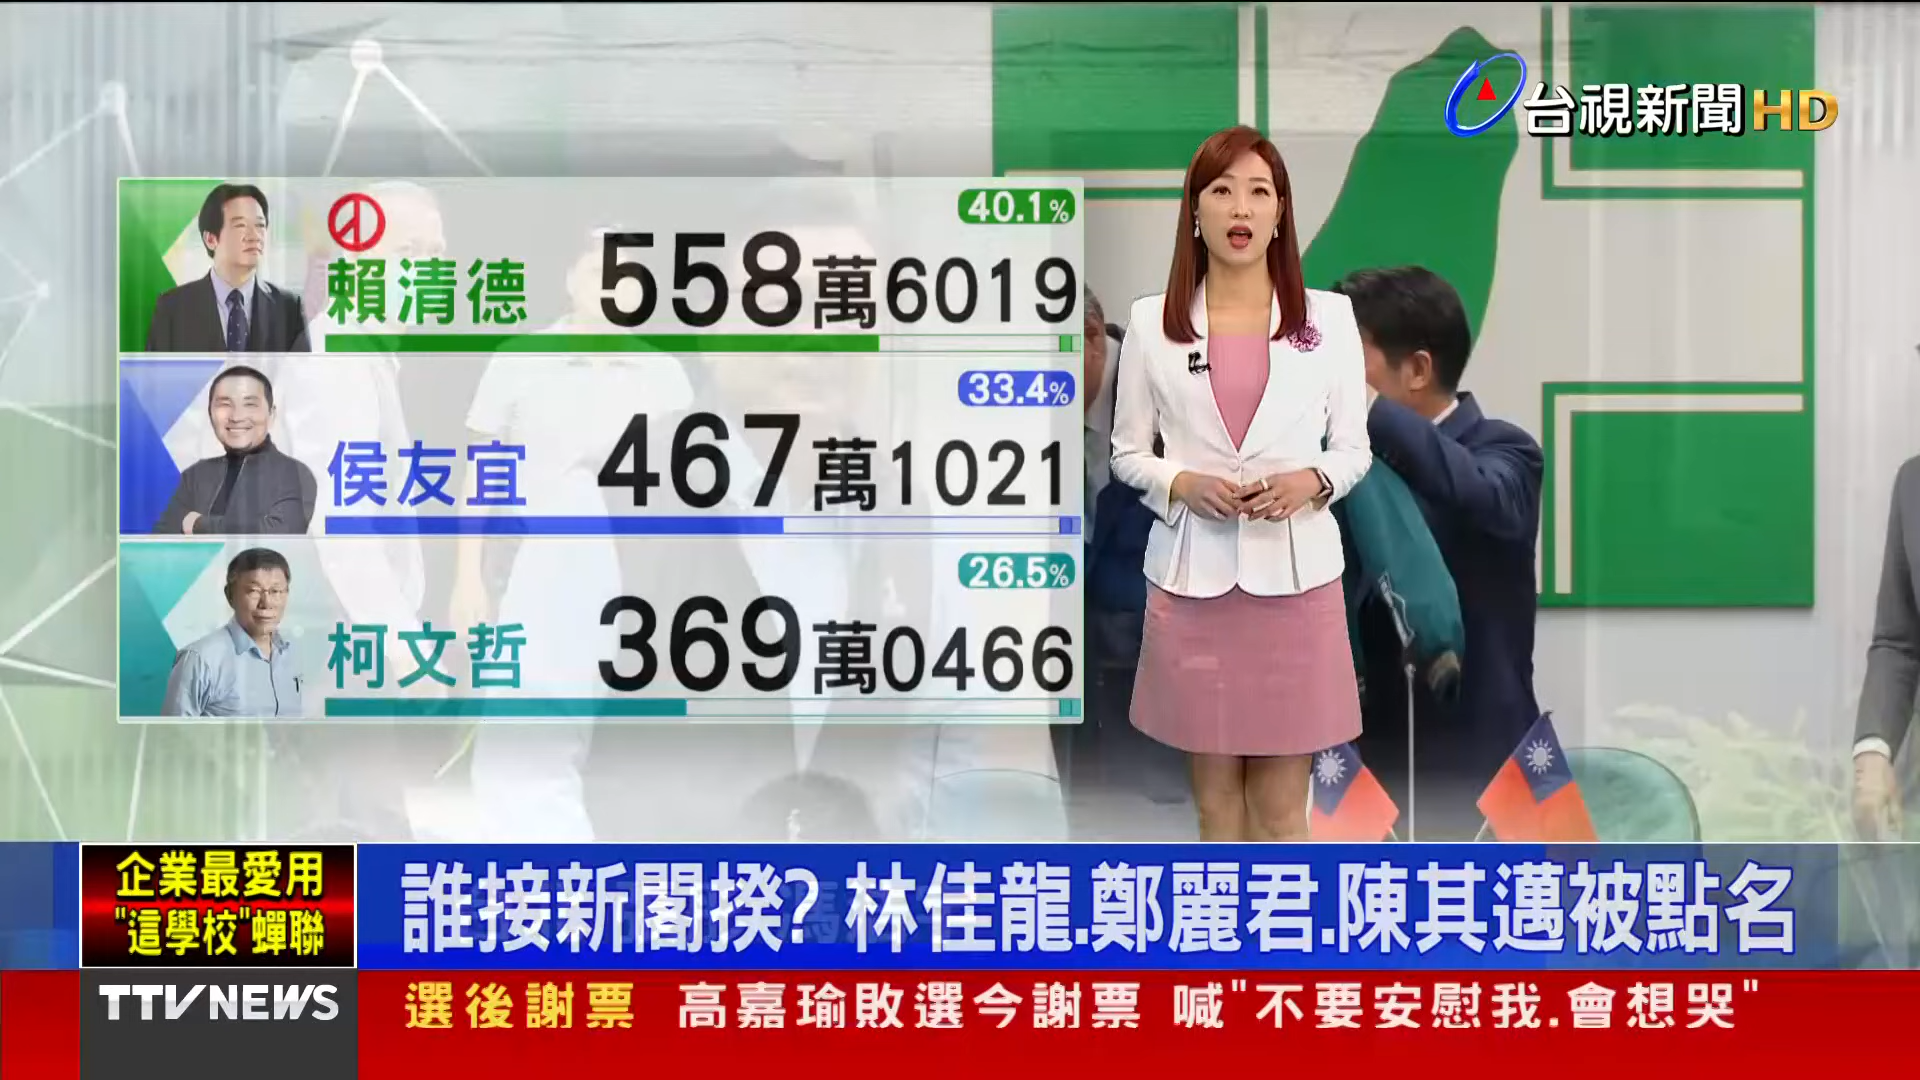 台視新聞HD
40.1%
賴清德 558萬6019
33.4%
侯友宜 467萬1021
26.5%
柯文哲 369萬0466
企業最愛用
"這學校"蟬聯
誰接新閣揆? 林佳龍.鄭麗君.陳其邁被點名
TTV NEWS
選後謝票 高嘉瑜敗選今謝票 喊"不要安慰我.會想哭"